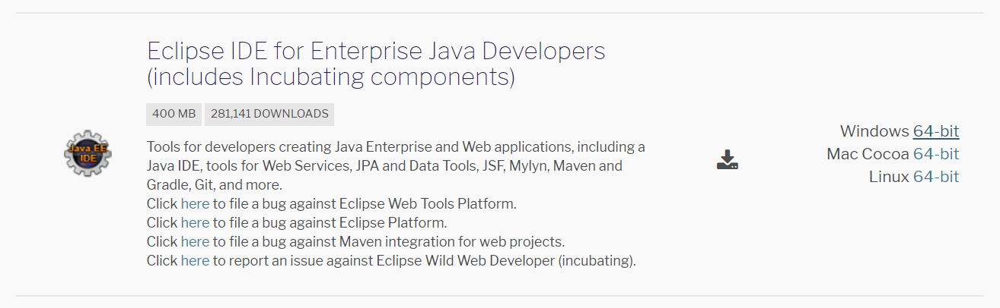 Eclipse IDE for Enterprise Java Developers
(includes Incubating components)
400 MB 281,141 DOWNLOADS
Java EE
IDE
Tools for developers creating Java Enterprise and Web applications, including a
Java IDE, tools for Web Services, JPA and Data Tools, JSF, Mylyn, Maven and
Gradle, Git, and more.
Click here to file a bug against Eclipse Web Tools Platform.
Click here to file a bug against Eclipse Platform.
Click here to file a bug against Maven integration for web projects.
Click here to report an issue against Eclipse Wild Web Developer (incubating).
Windows 64-bit
Mac Cocoa 64-bit
Linux 64-bit